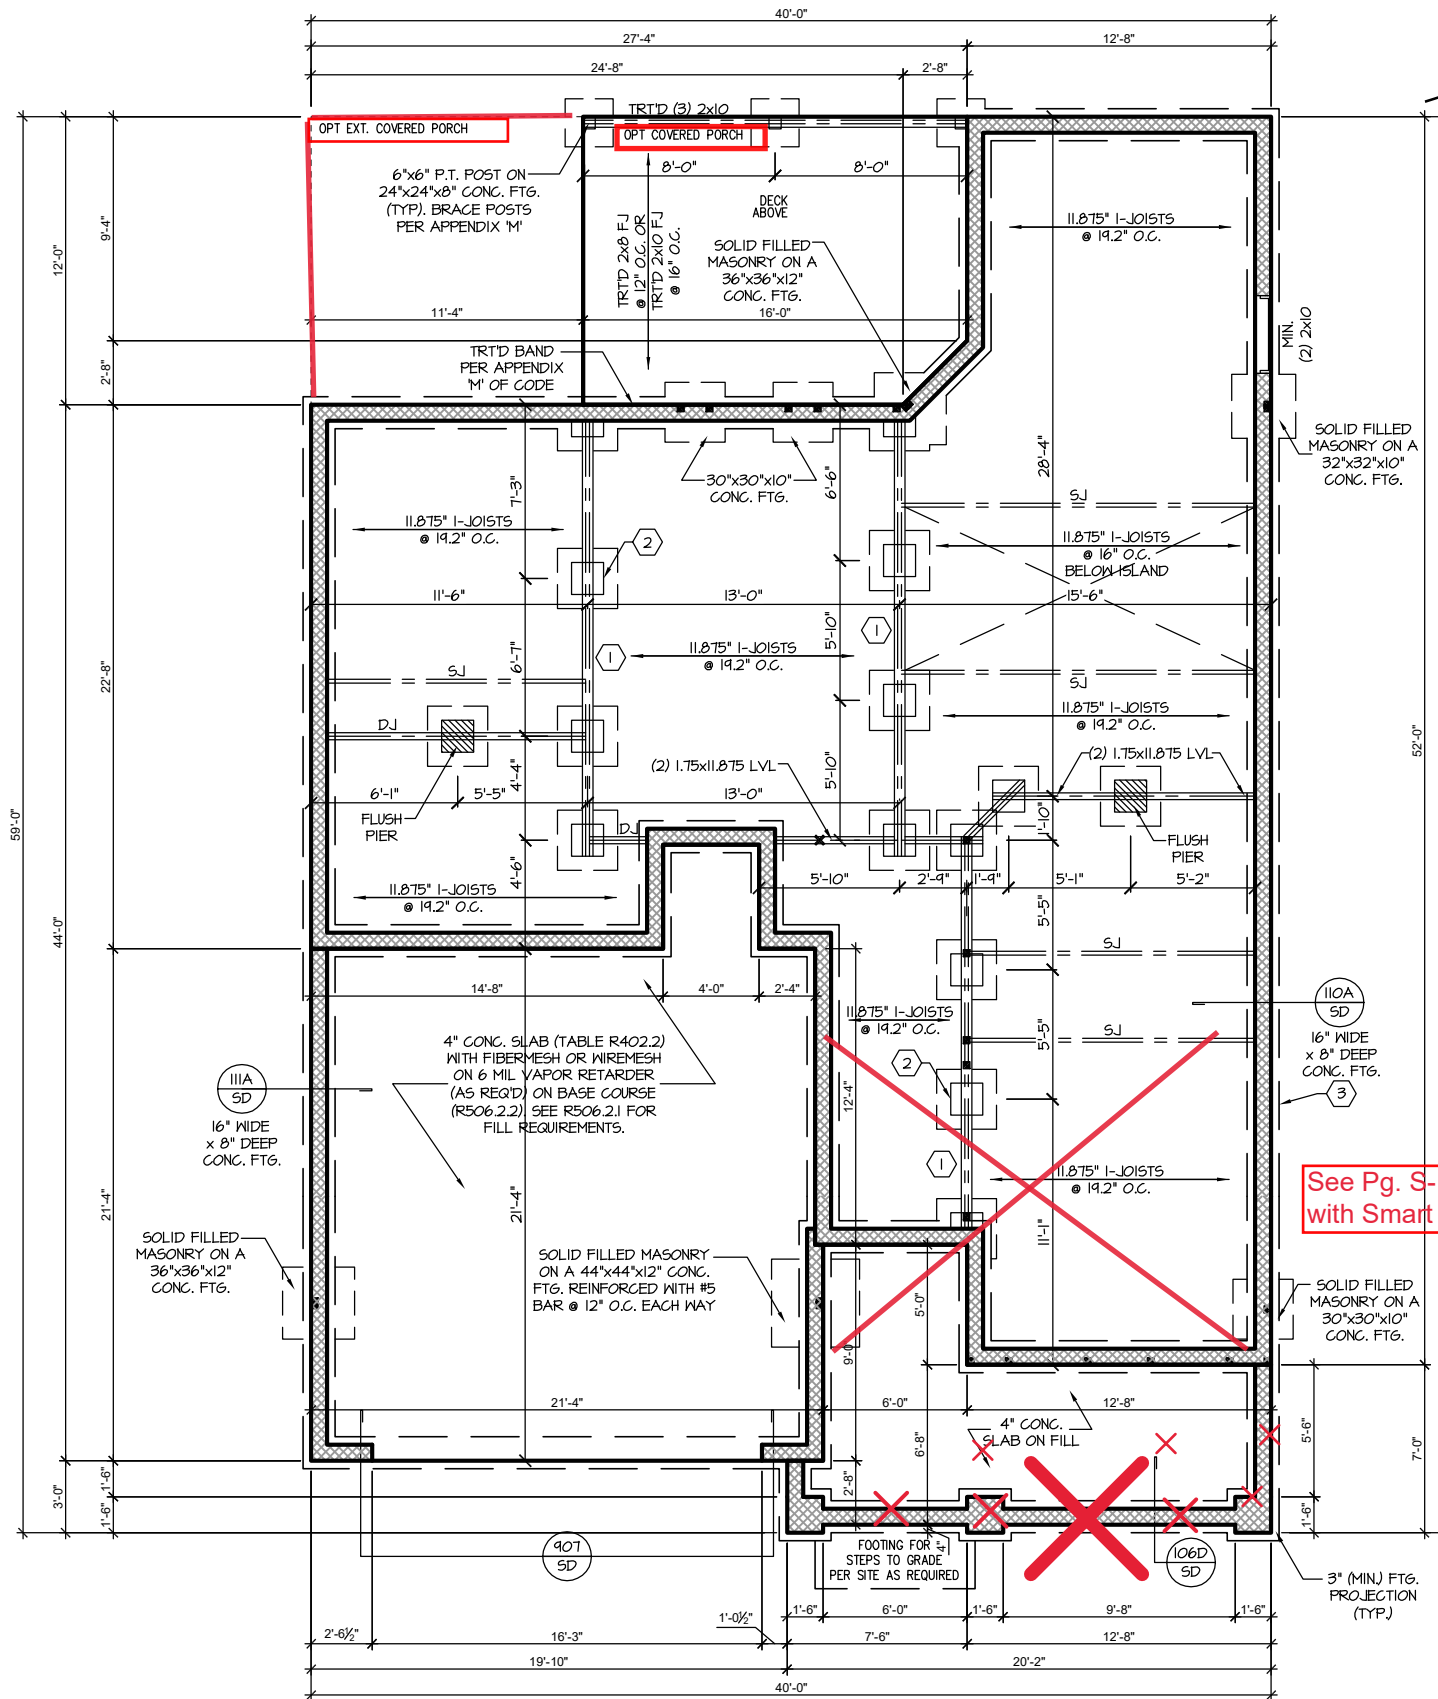 40'-0"
27'-4"
12'-8"
24'-8"
2'-8"
OPT EXT. COVERED PORCH
TRT'D (3) 2x10
OPT COVERED PORCH
6"x6" P.T. POST ON
24"x24"x8" CONC. FTG.
(TYP). BRACE POSTS
PER APPENDIX 'M'
8'-0"
8'-0"
DECK
ABOVE
TRT'D 2x8 FJ
@ 12" O.C. OR
TRT'D 2x10 FJ
@ 16" O.C.
SOLID FILLED
MASONRY ON A
36"x36"x12"
CONC. FTG.
11.875" I-JOISTS
@ 19.2" O.C.
12'-0"
9'-4"
11'-4"
16'-0"
MIN.
(2) 2x10
2'-8"
TRT'D BAND
PER APPENDIX
'M' OF CODE
SOLID FILLED
MASONRY ON A
32"x32"x10"
CONC. FTG.
30"x30"x10"
CONC. FTG.
7'-3"
6'-6"
28'-4"
SJ
11.875" I-JOISTS
@ 19.2" O.C.
2
11.875" I-JOISTS
@ 16" O.C.
BELOW ISLAND
11'-6"
13'-0"
15'-6"
1
1
11.875" I-JOISTS
@ 19.2" O.C.
6'-7"
5'-10"
22'-8"
SJ
SJ
11.875" I-JOISTS
@ 19.2" O.C.
DJ
52'-0"
59'-0"
4'-4"
5'-10"
(2) 1.75x11.875 LVL
(2) 1.75x11.875 LVL
6'-1"
5'-5"
13'-0"
FLUSH
PIER
DJ
1'-10"
FLUSH
PIER
4'-6"
11.875" I-JOISTS
@ 19.2" O.C.
5'-10"
2'-9"
1'-9"
5'-1"
5'-2"
5'-5"
44'-0"
SJ
14'-8"
4'-0"
2'-4"
11.875" I-JOISTS
@ 19.2" O.C.
5'-5"
SJ
110A
SD
16" WIDE
x 8" DEEP
CONC. FTG.
4" CONC. SLAB (TABLE R402.2)
WITH FIBERMESH OR WIREMESH
ON 6 MIL VAPOR RETARDER
(AS REQ'D) ON BASE COURSE
(R506.2.2). SEE R506.2.1 FOR
FILL REQUIREMENTS.
2
12'-4"
3
111A
SD
16" WIDE
x 8" DEEP
CONC. FTG.
1
11.875" I-JOISTS
@ 19.2" O.C.
See Pg. S-
with Smart
21'-4"
21'-4"
11'-1"
SOLID FILLED
MASONRY ON A
36"x36"x12"
CONC. FTG.
SOLID FILLED MASONRY
ON A 44"x44"x12" CONC.
FTG. REINFORCED WITH #5
BAR @ 12" O.C. EACH WAY
5'-0"
9'-0"
SOLID FILLED
MASONRY ON A
30"x30"x10"
CONC. FTG.
21'-4"
6'-0"
12'-8"
4" CONC.
SLAB ON FILL
6'-8"
5'-6"
7'-0"
2'-8"
1'-6"
3'-0"
1'-6"
1'-6"
4"
FOOTING FOR
STEPS TO GRADE
PER SITE AS REQUIRED
907
SD
106D
SD
3" (MIN.) FTG.
PROJECTION
(TYP.)
1'-6"
6'-0"
1'-6"
9'-8"
1'-6"
1'-0½"
2'-6½"
16'-3"
7'-6"
12'-8"
19'-10"
20'-2"
40'-0"